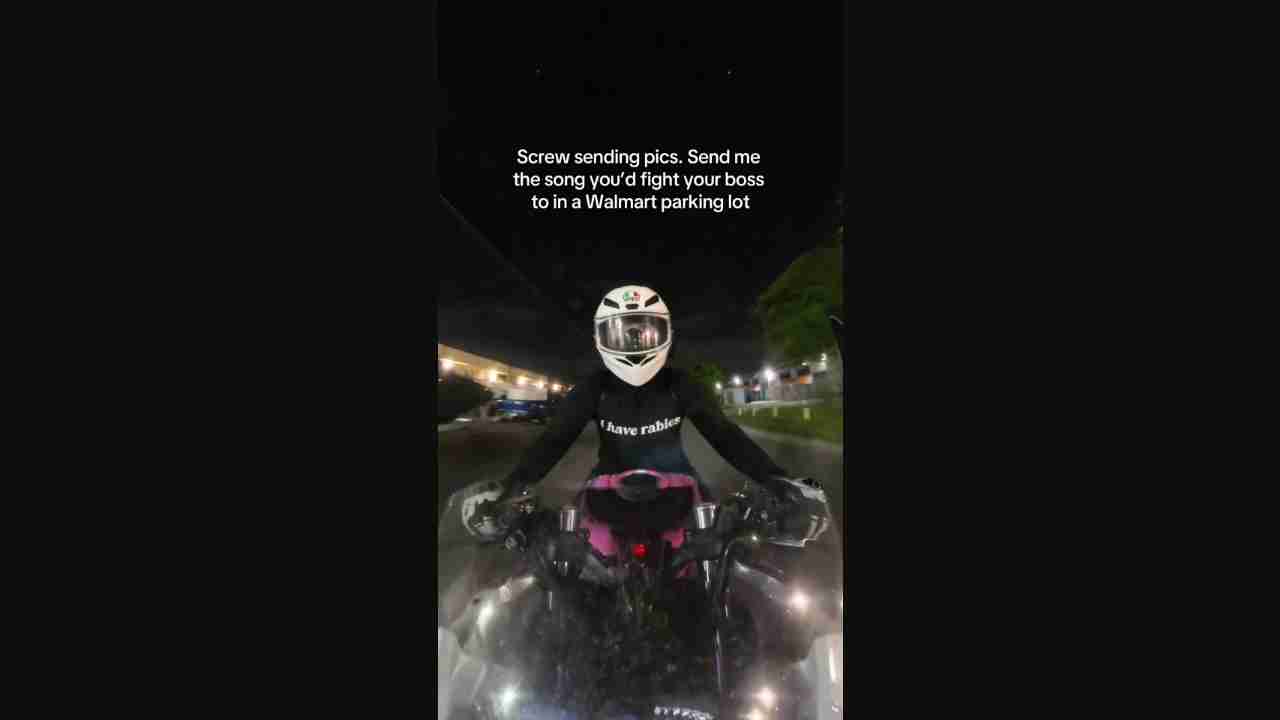 Screw sending pics. Send me
the song you’d fight your boss
to in a Walmart parking lot
I have rabies